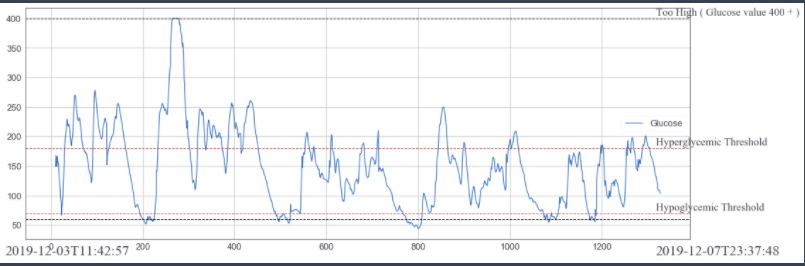 Too High ( Glucose value 400 + )
400
350
300
250
200
150
100
50
Glucose
Hyperglycemic Threshold
Hypoglycemic Threshold
0 200 400 600 800 1000 1200
2019-12-03T11:42:57 2019-12-07T23:37:48